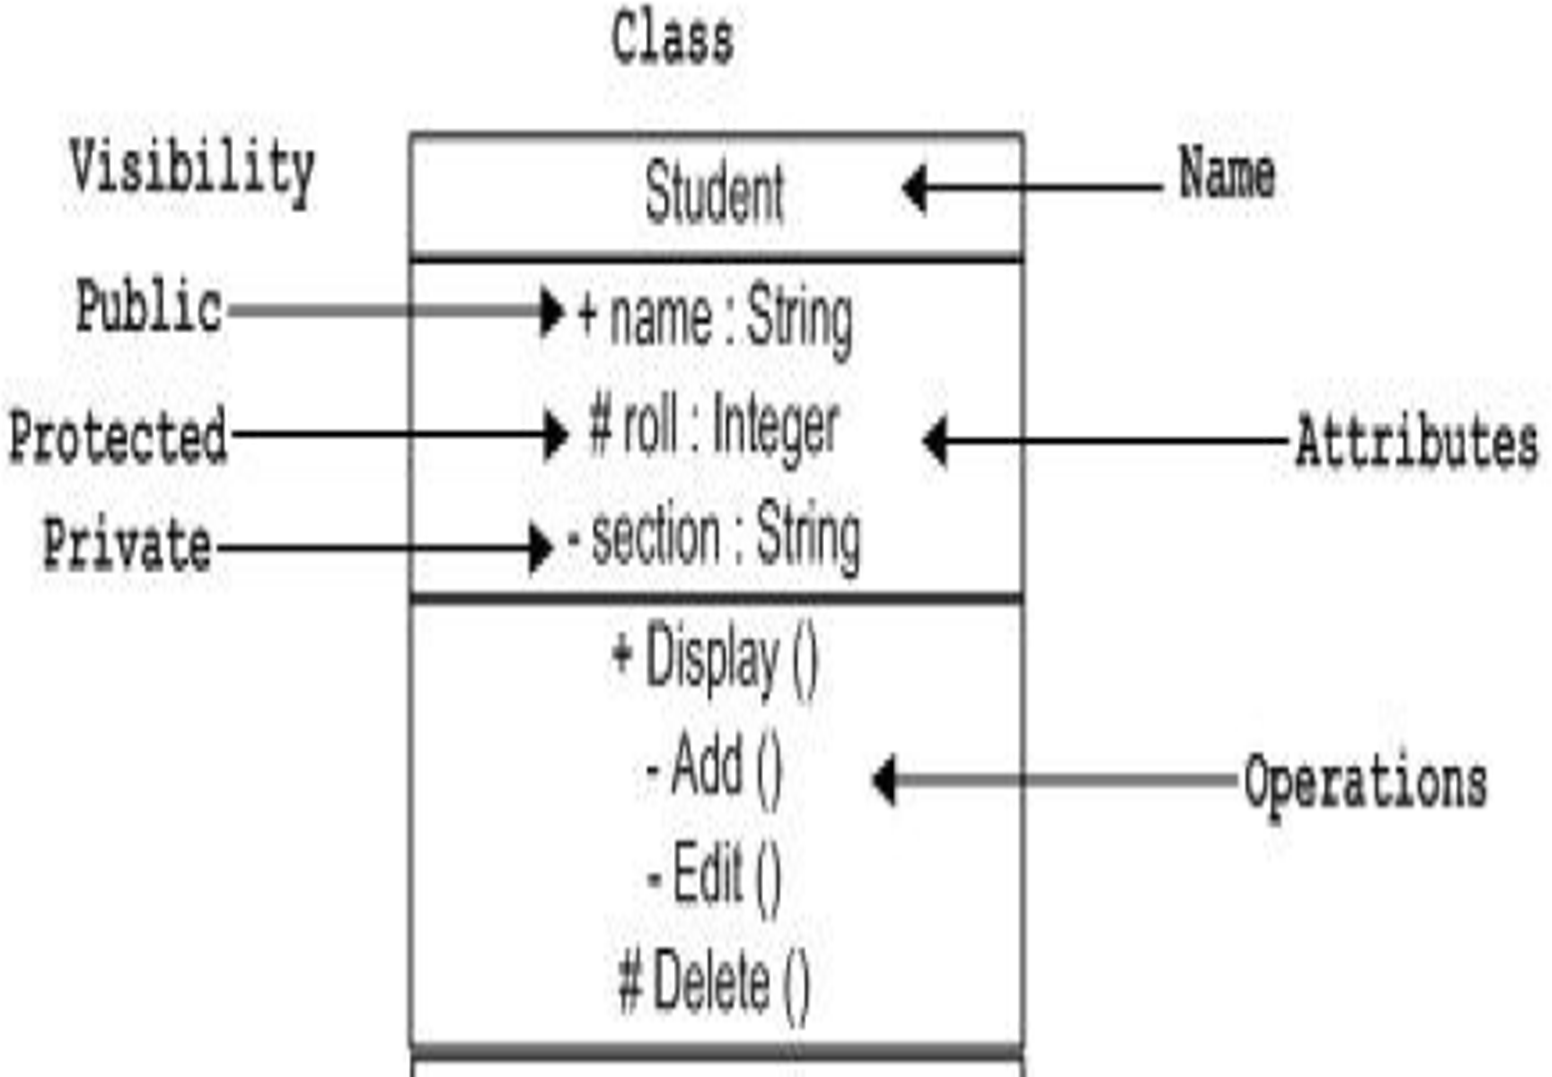 Class
Visibility
Student
Name
Public
+ name : String
Protected
# roll : Integer
Attributes
Private
- section : String
+ Display ()
- Add ()
Operations
- Edit ()
# Delete ()